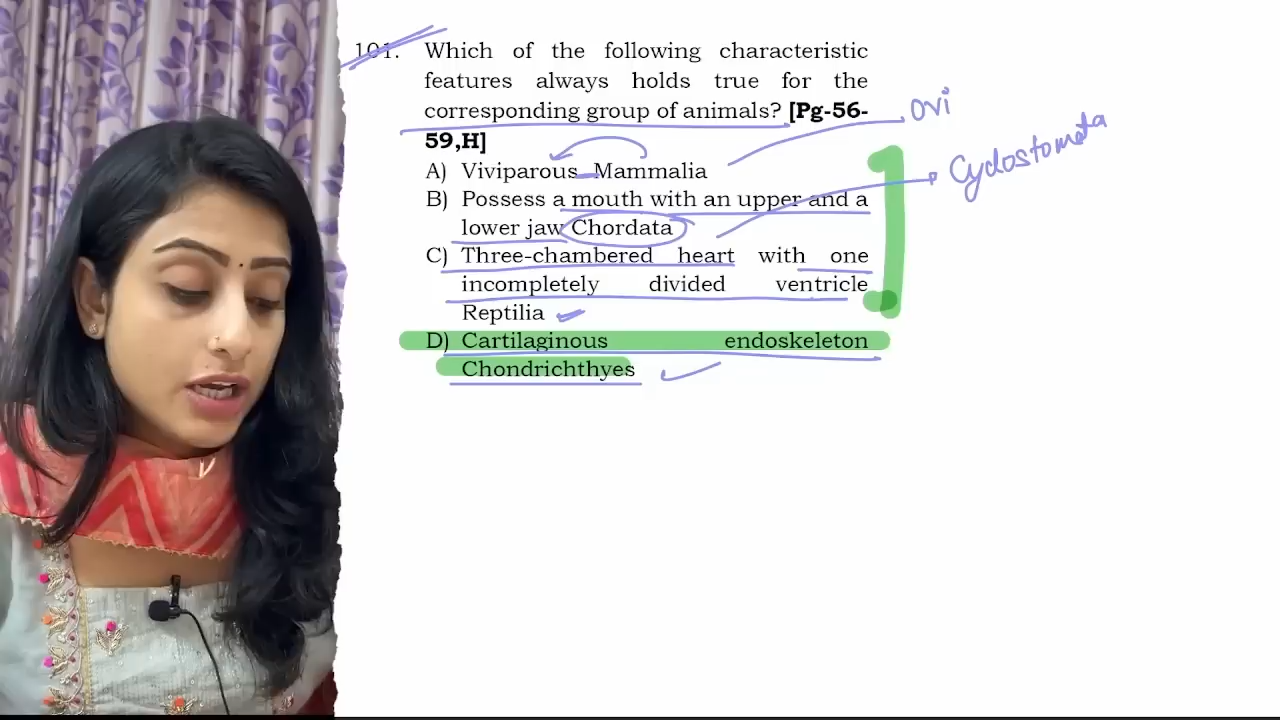 101. Which of the following characteristic
features always holds true for the
corresponding group of animals? [Pg-56-
59,H]
A) Viviparous Mammalia
ovi
B) Possess a mouth with an upper and a
lower jaw Chordata
Cyclostomata
C) Three-chambered heart with one
incompletely divided ventricle
Reptilia
D) Cartilaginous endoskeleton
Chondrichthyes